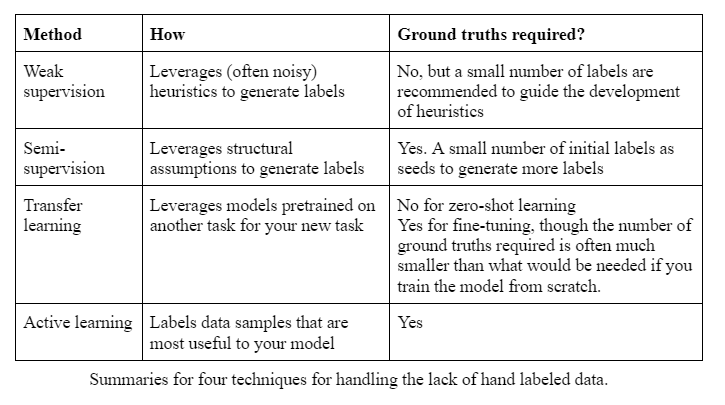 Method How Ground truths required?
Weak supervision
Leverages (often noisy)
heuristics to generate labels
No, but a small number of labels are
recommended to guide the development
of heuristics
Semi-
supervision
Leverages structural
assumptions to generate labels
Yes. A small number of initial labels as
seeds to generate more labels
Transfer
learning
Leverages models pretrained on
another task for your new task
No for zero-shot learning
Yes for fine-tuning, though the number of
ground truths required is often much
smaller than what would be needed if you
train the model from scratch.
Active learning
Labels data samples that are
most useful to your model
Yes
Summaries for four techniques for handling the lack of hand labeled data.